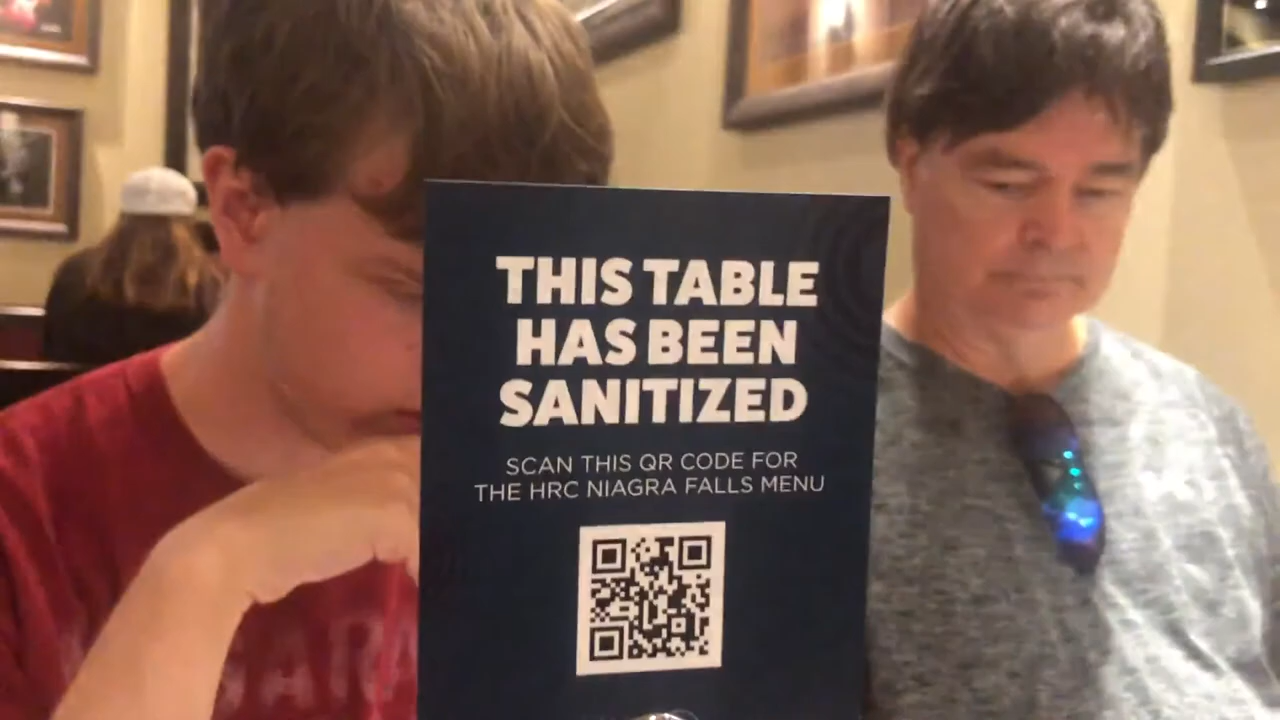 THIS TABLE
HAS BEEN
SANITIZED
SCAN THIS QR CODE FOR
THE HRC NIAGRA FALLS MENU